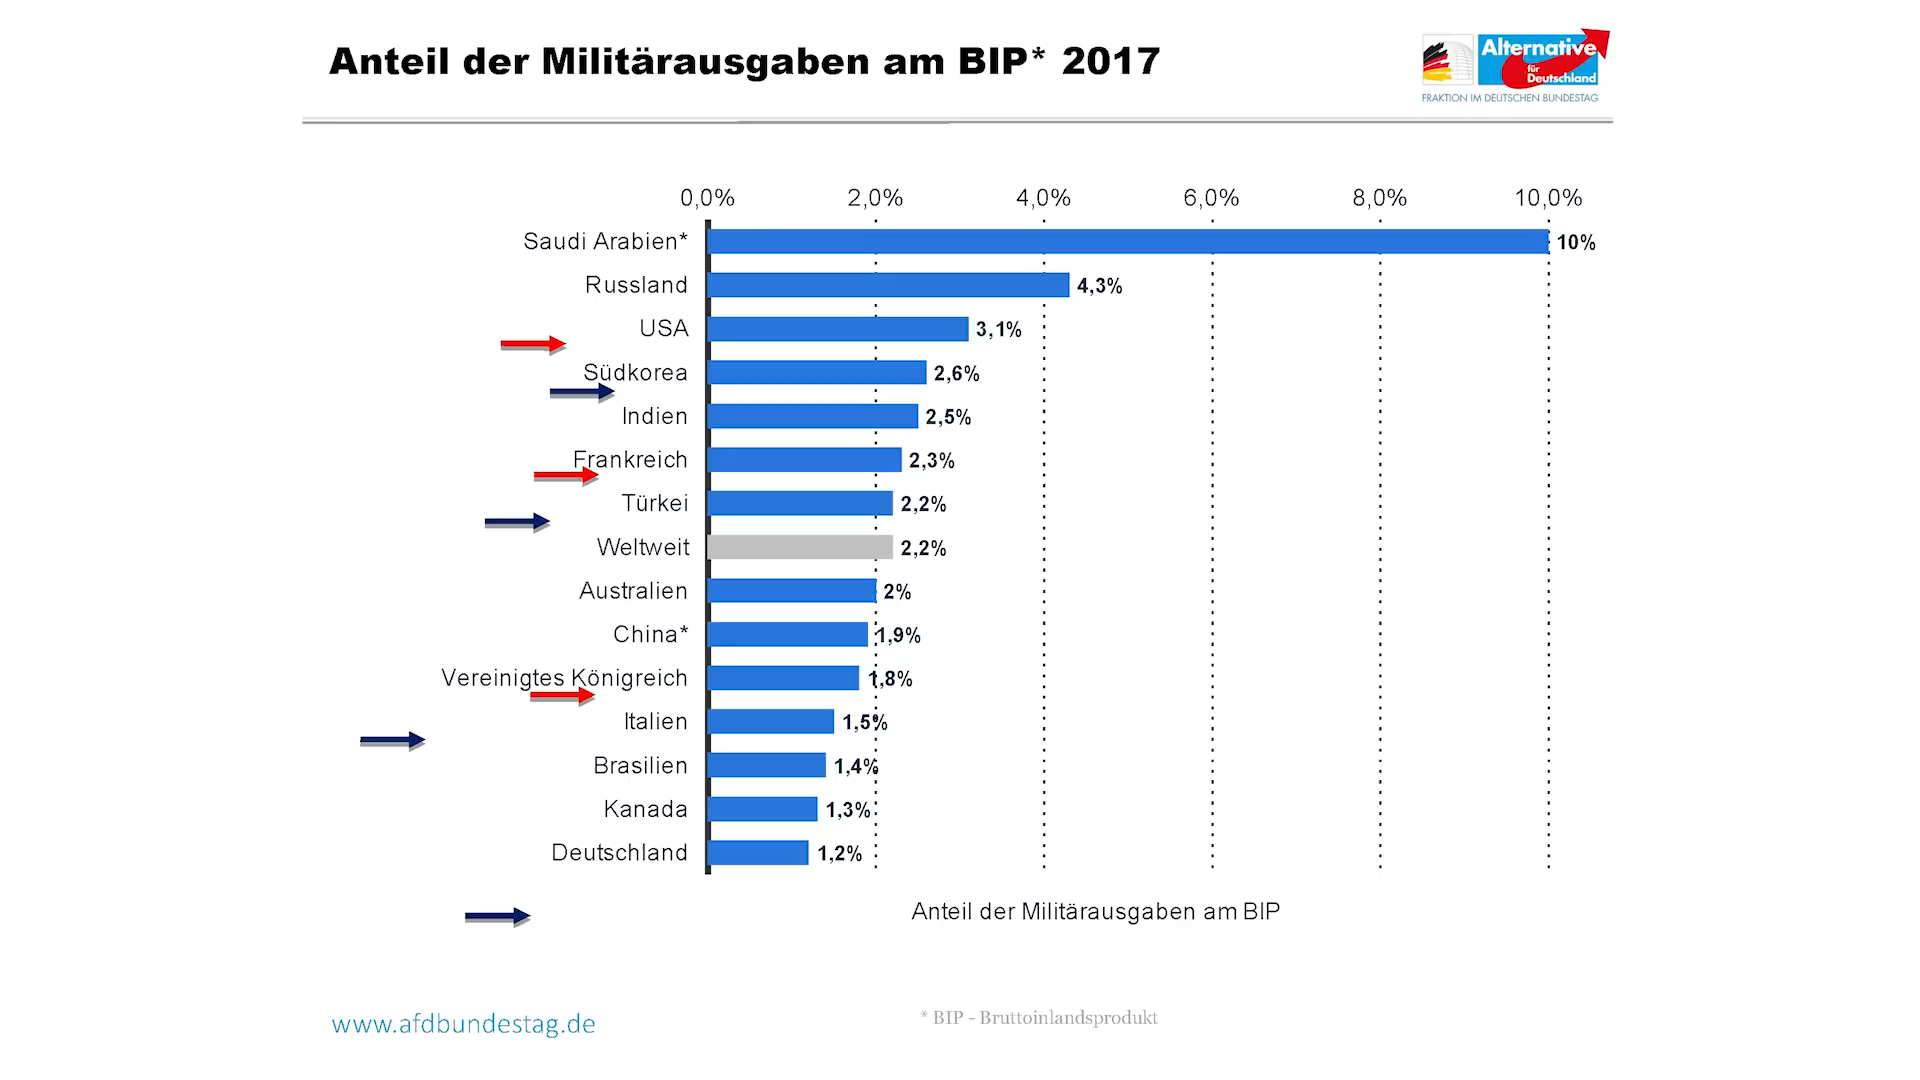 Anteil der Militärausgaben am BIP* 2017
Alternative
für
Deutschland
FRAKTION IM DEUTSCHEN BUNDESTAG
0,0% 2,0% 4,0% 6,0% 8,0% 10,0%
Saudi Arabien* 10%
Russland 4,3%
USA 3,1%
Südkorea 2,6%
Indien 2,5%
Frankreich 2,3%
Türkei 2,2%
Weltweit 2,2%
Australien 2%
China* 1,9%
Vereinigtes Königreich 1,8%
Italien 1,5%
Brasilien 1,4%
Kanada 1,3%
Deutschland 1,2%
Anteil der Militärausgaben am BIP
www.afdbundestag.de
* BIP - Bruttoinlandsprodukt